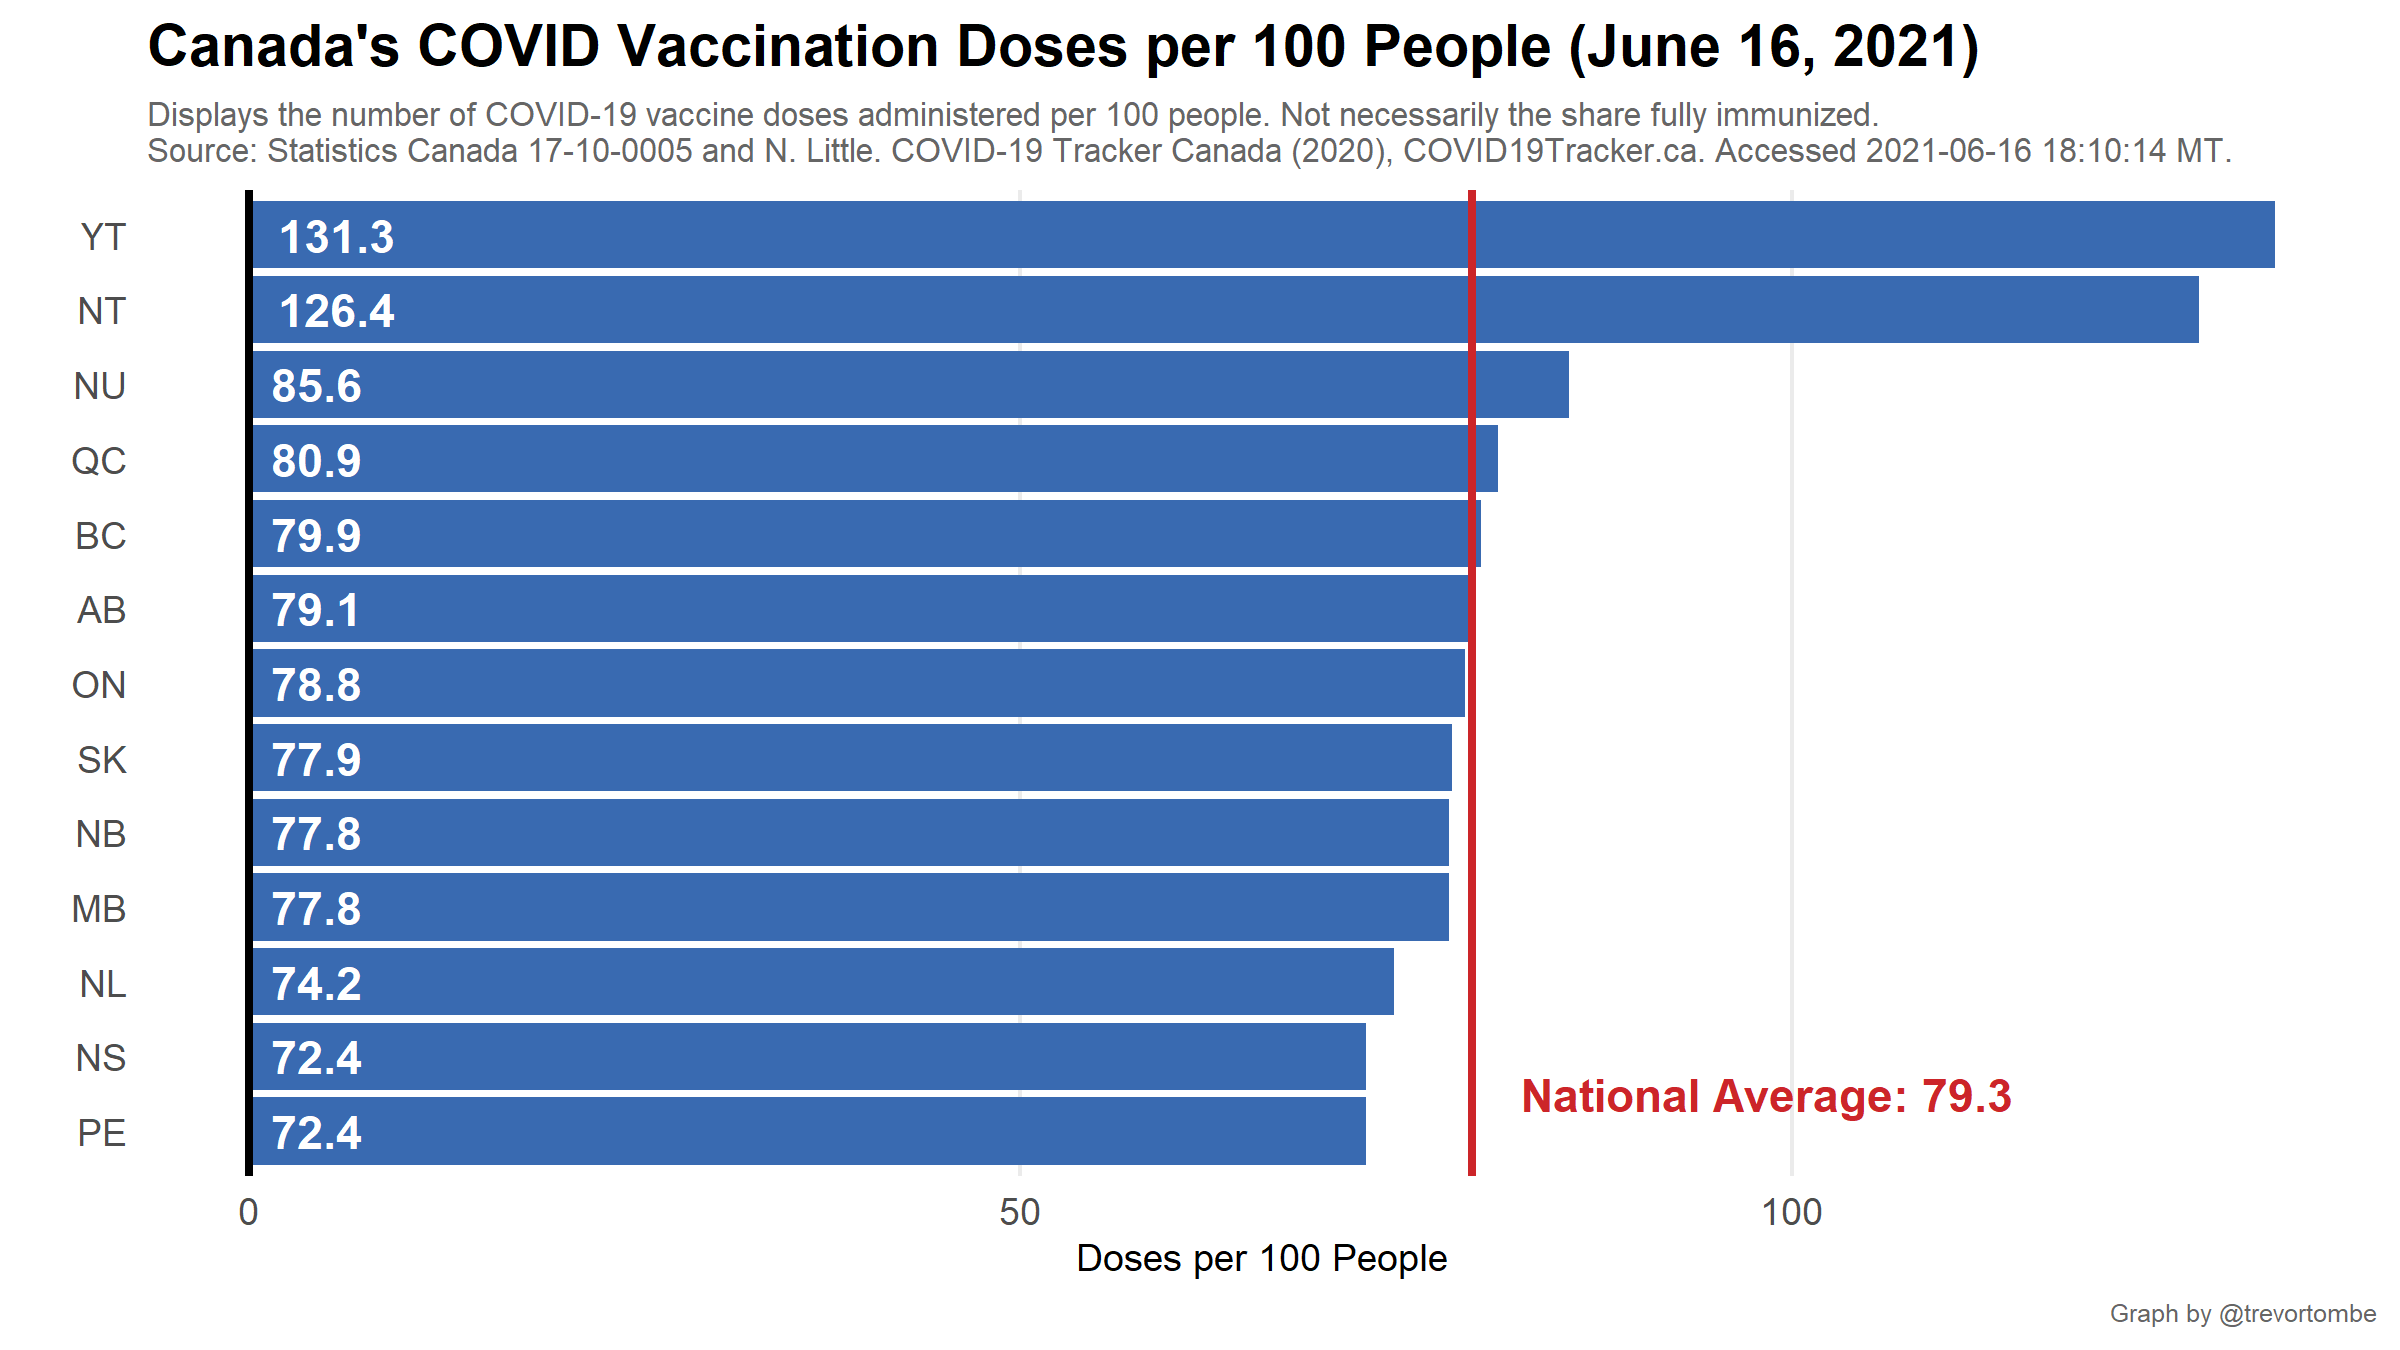 Canada's COVID Vaccination Doses per 100 People (June 16, 2021)
Displays the number of COVID-19 vaccine doses administered per 100 people. Not necessarily the share fully immunized.
Source: Statistics Canada 17-10-0005 and N. Little. COVID-19 Tracker Canada (2020), COVID19Tracker.ca. Accessed 2021-06-16 18:10:14 MT.
YT 131.3
NT 126.4
NU 85.6
QC 80.9
BC 79.9
AB 79.1
ON 78.8
SK 77.9
NB 77.8
MB 77.8
NL 74.2
NS 72.4
National Average: 79.3
PE 72.4
0 50 100
Doses per 100 People
Graph by @trevortombe